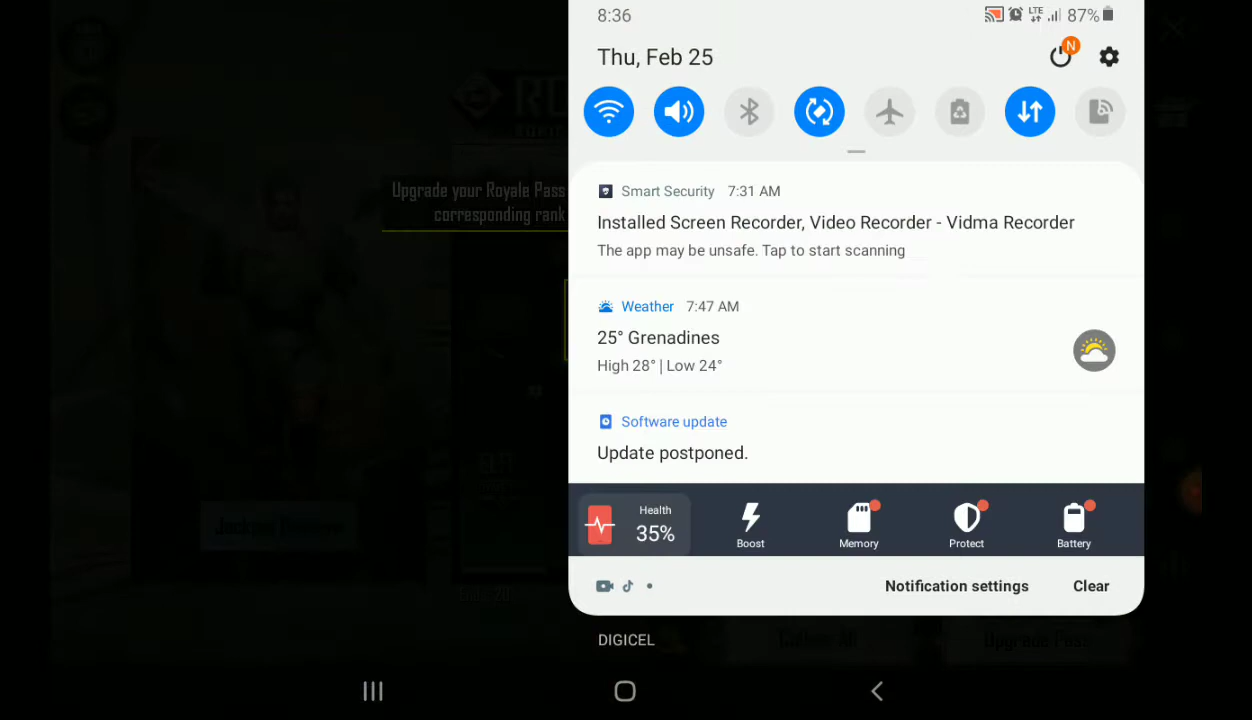 8:36
LTE
87%
Thu, Feb 25
N
Upgrade your Royale Pass
corresponding rank
Smart Security 7:31 AM
Installed Screen Recorder, Video Recorder - Vidma Recorder
The app may be unsafe. Tap to start scanning
Weather 7:47 AM
25° Grenadines
High 28° | Low 24°
Software update
Update postponed.
Health
35%
Boost
Memory
Protect
Battery
Notification settings
Clear
DIGICEL
Upgrade Pass